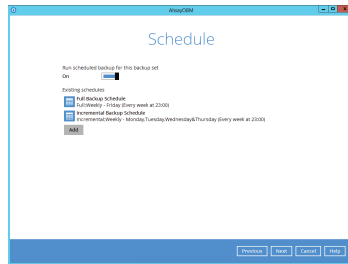 AhsayOBM
Schedule
Run scheduled backup for this backup set
On
Existing schedules
Full Backup Schedule
Full:Weekly - Friday (Every week at 23:00)
Incremental Backup Schedule
Incremental:Weekly - Monday,Tuesday,Wednesday&Thursday (Every week at 23:00)
Add
Previous Next Cancel Help